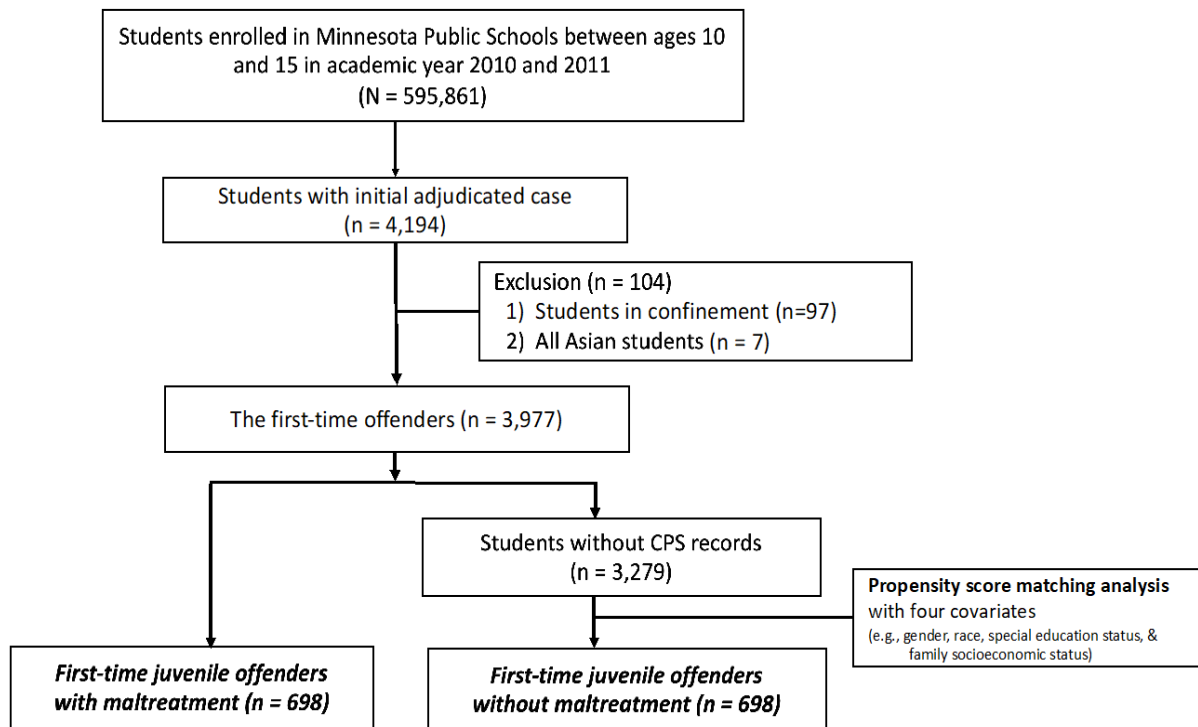 Students enrolled in Minnesota Public Schools between ages 10
and 15 in academic year 2010 and 2011
(N = 595,861)
Students with initial adjudicated case
(n = 4,194)
Exclusion (n = 104)
1) Students in confinement (n=97)
2) All Asian students (n = 7)
The first-time offenders (n = 3,977)
Students without CPS records
(n = 3,279)
Propensity score matching analysis
with four covariates
(e.g., gender, race, special education status, &
family socioeconomic status)
First-time juvenile offenders
with maltreatment (n = 698)
First-time juvenile offenders
without maltreatment (n = 698)